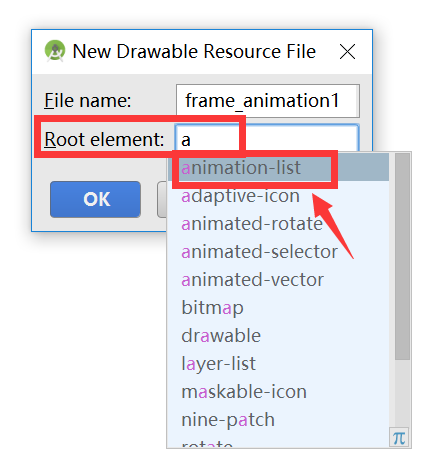 New Drawable Resource File
File name: frame_animation1
Root element: a
animation-list
OK
adaptive-icon
animated-rotate
animated-selector
animated-vector
bitmap
drawable
layer-list
maskable-icon
nine-patch
rotate
π